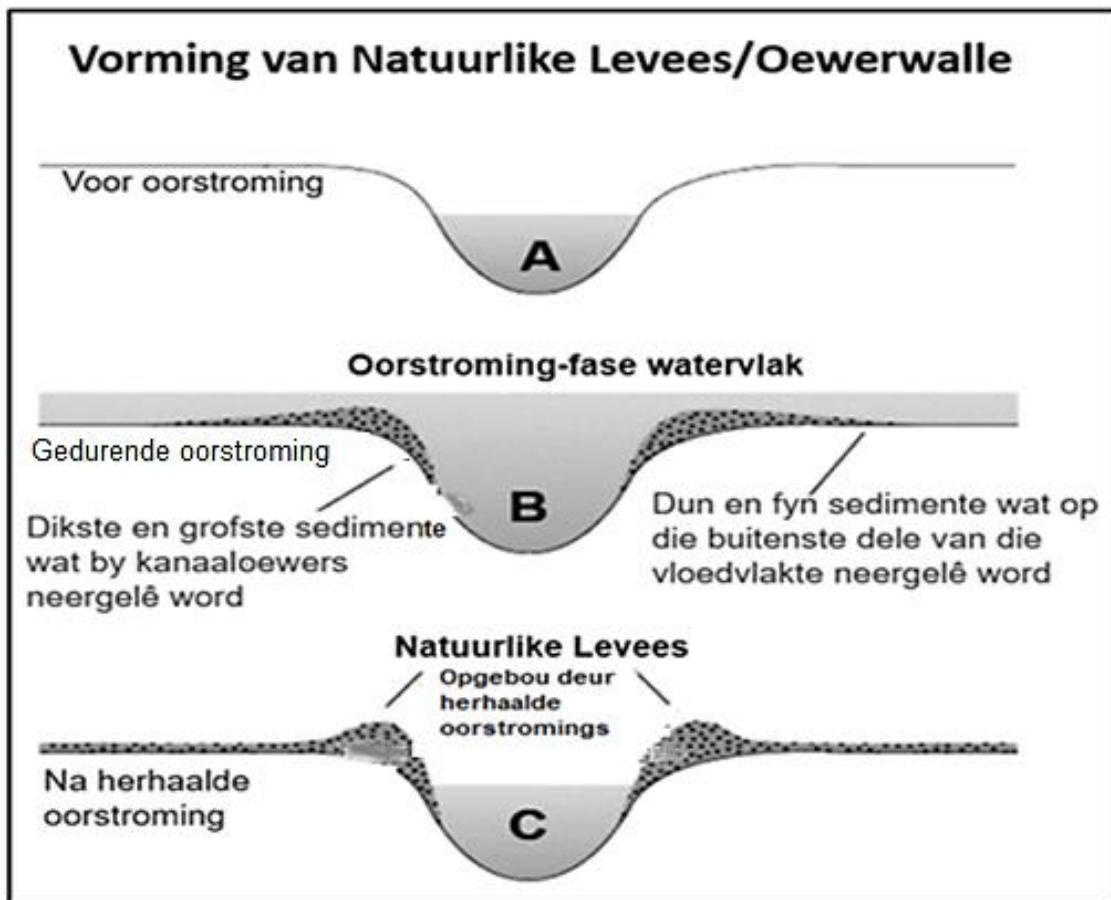 Vorming van Natuurlike Levees/Oewerwalle
Voor oorstroming
A
Oorstroming-fase watervlak
Gedurende oorstroming
B
Dikste en grofste sedimente
wat by kanaaloewers
neergelê word
Dun en fyn sedimente wat op
die buitenste dele van die
vloedvlakte neergelê word
Natuurlike Levees
Opgebou deur
herhaalde
oorstromings
Na herhaalde
oorstroming
C